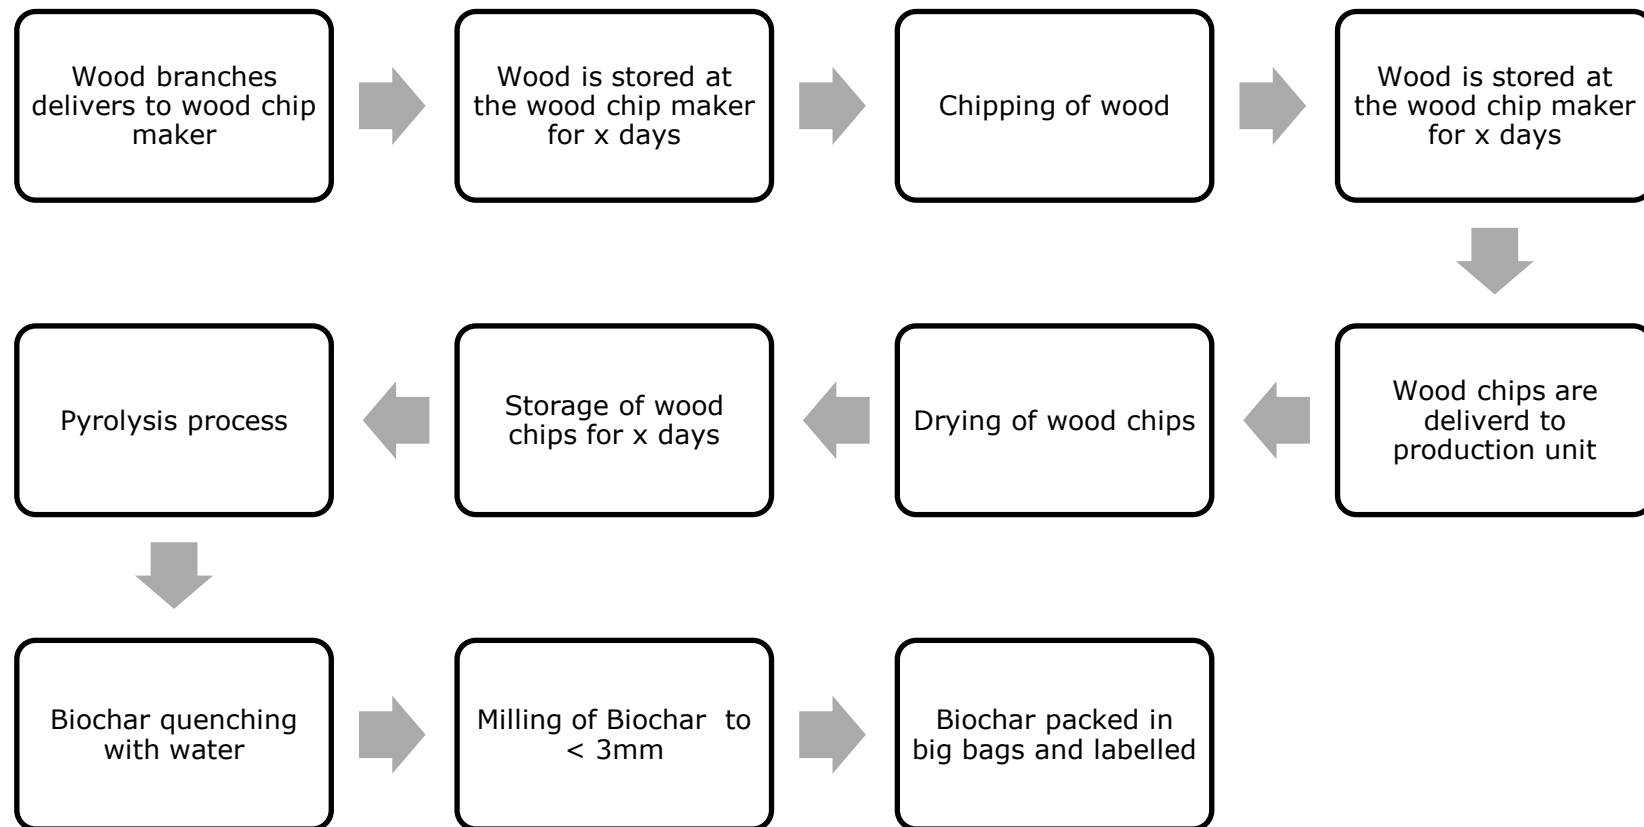 Wood branches
delivers to wood chip
maker
Wood is stored at
the wood chip maker
for x days
Chipping of wood
Wood is stored at
the wood chip maker
for x days
Wood chips are
deliverd to
production unit
Drying of wood chips
Storage of wood
chips for x days
Pyrolysis process
Biochar quenching
with water
Milling of Biochar  to
< 3mm
Biochar packed in
big bags and labelled